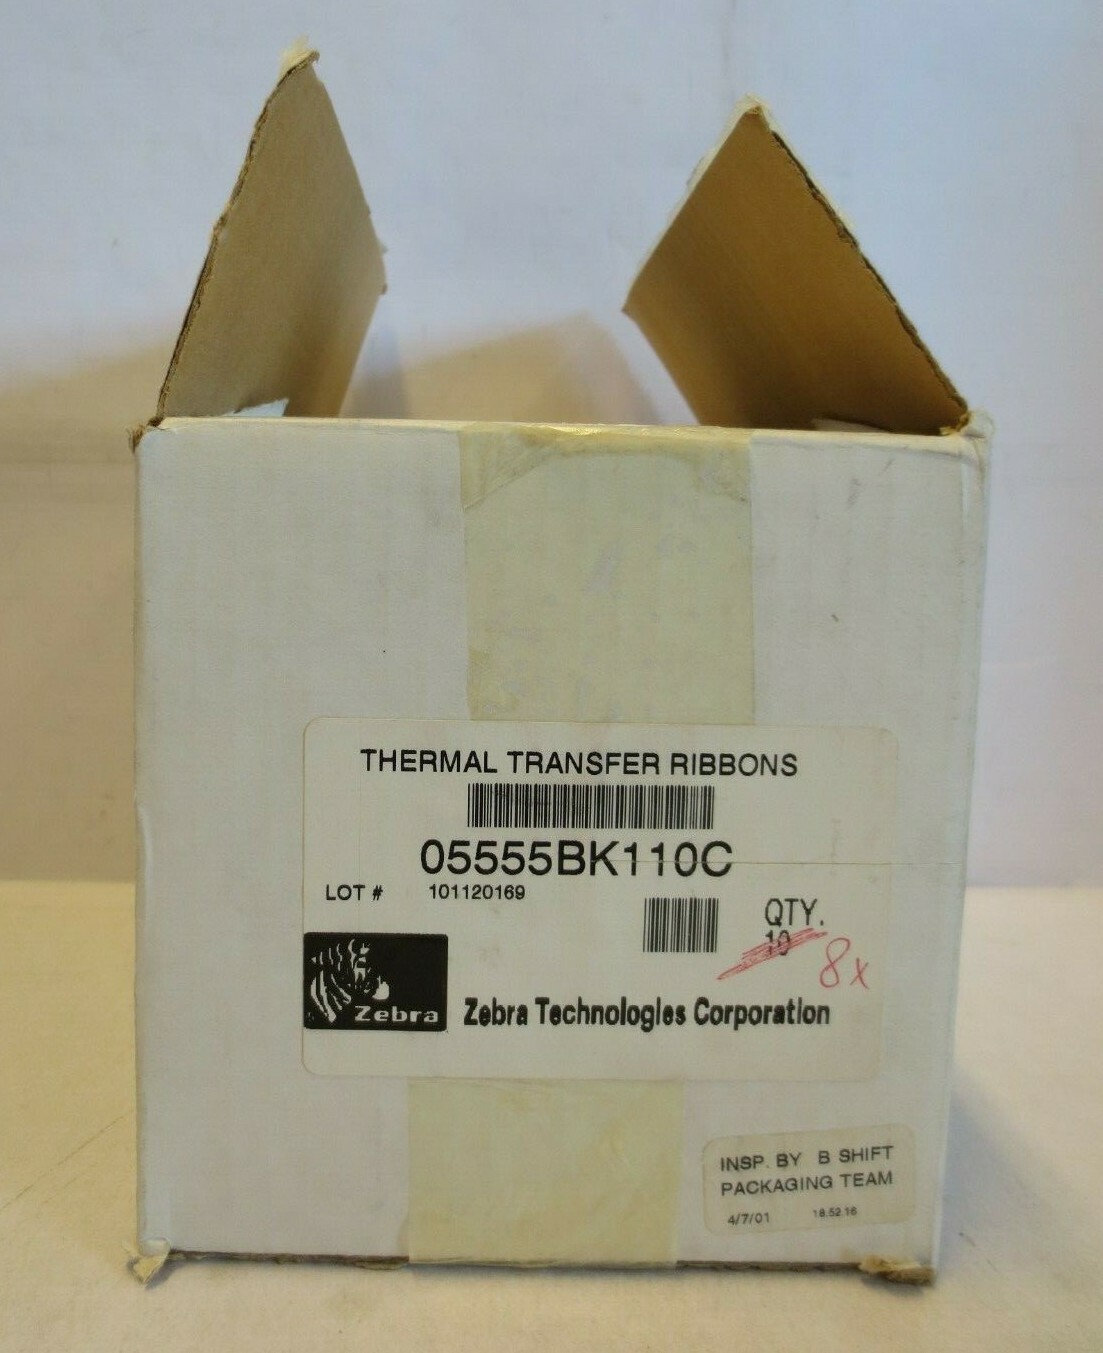 THERMAL TRANSFER RIBBONS
05555BK110C
LOT # 101120169
QTY.
10
8x
Zebra
Zebra Technologies Corporation
INSP. BY B SHIFT
PACKAGING TEAM
4/7/01 18.52.16